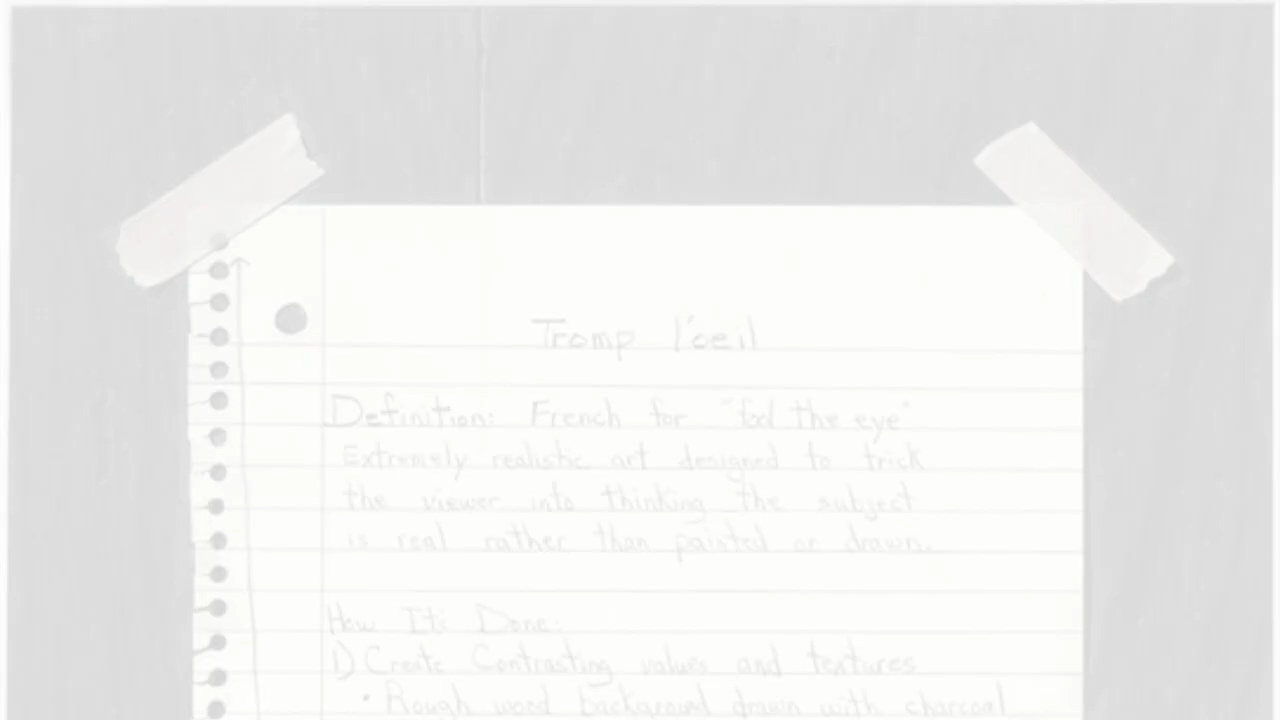 Tromp l'oeil
Definition: French for "fool the eye"
Extremely realistic art designed to trick
the viewer into thinking the subject
is real rather than painted or drawn.
How It's Done:
1) Create Contrasting values and textures
• Rough wood background drawn with charcoal